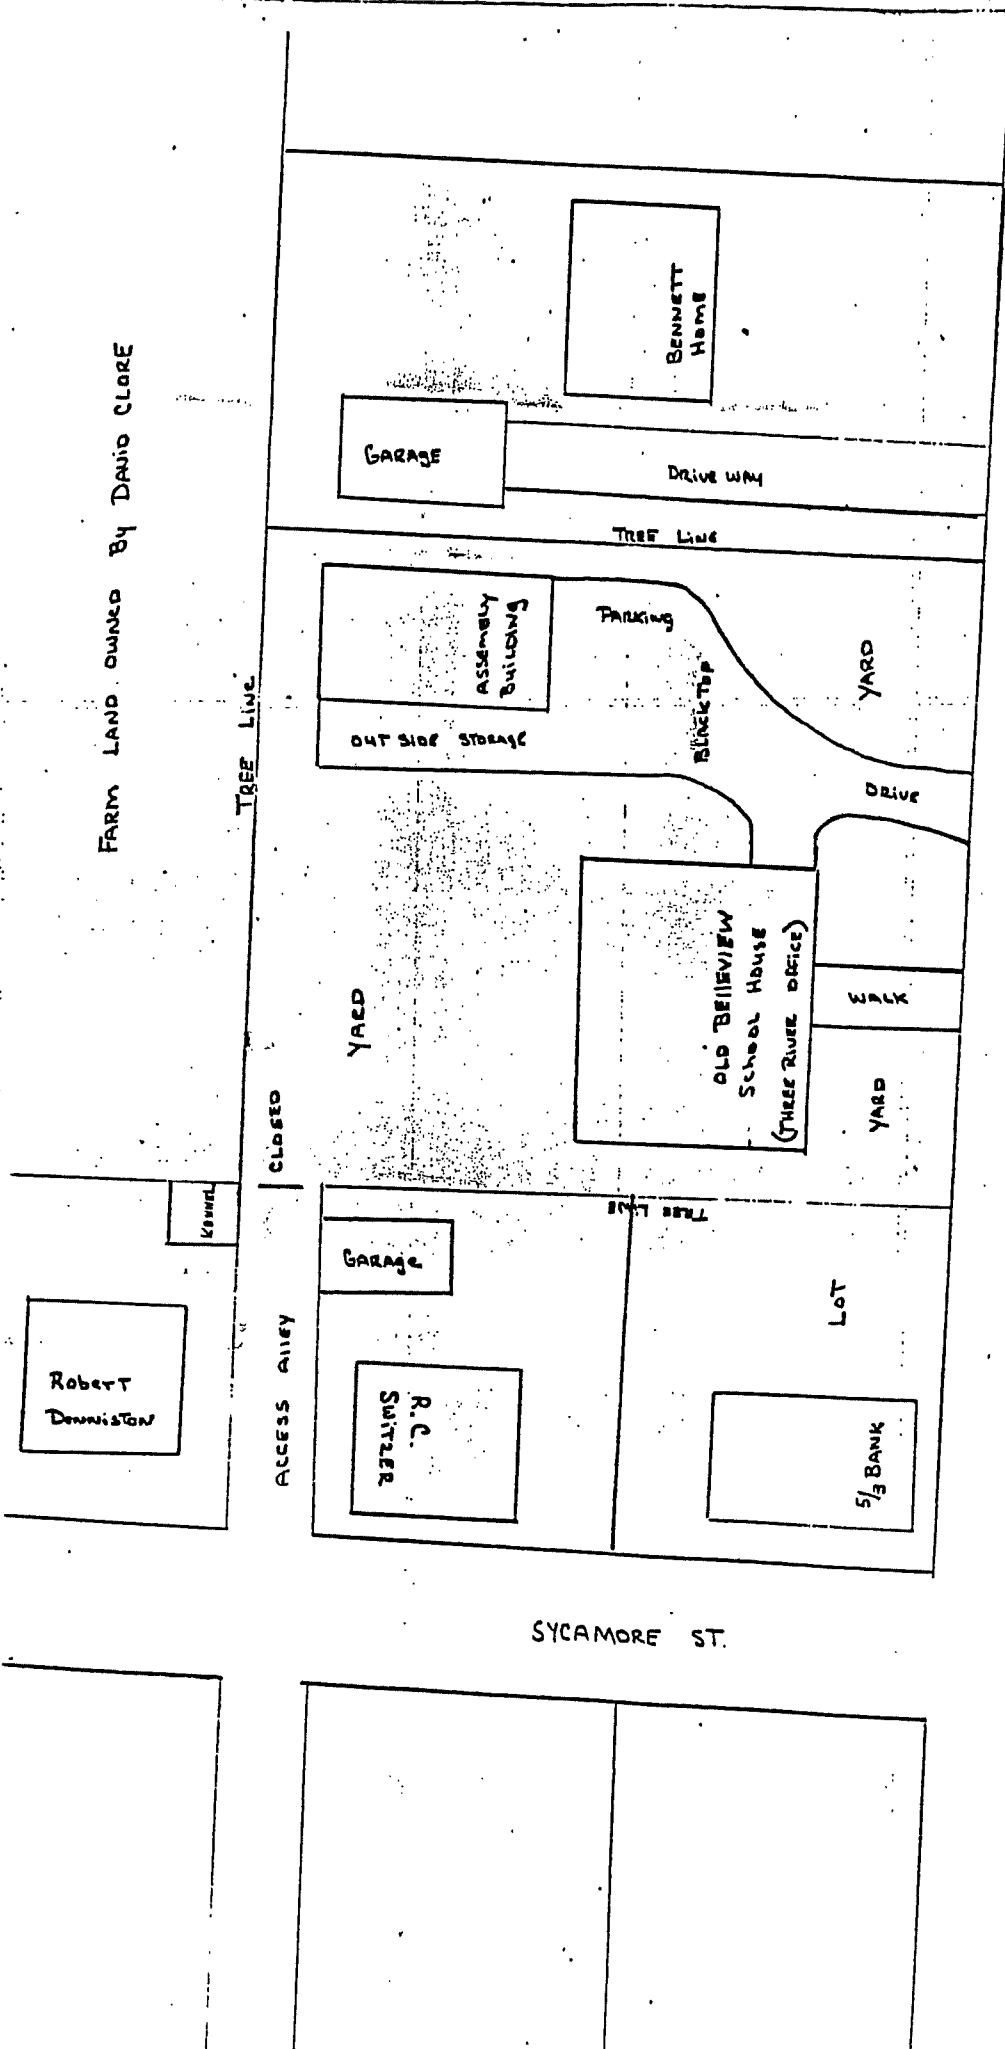 BENNETT
HOME
GARAGE
DRIVE WAY
TREE LINE
FARM LAND OWNED By DAVID CLORE
ASSEMBLY
BUILDING
PARKING
BLACKTOP
YARD
OUT SIDE STORAGE
DRIVE
TREE LINE
OLD BELLEVIEW
SCHOOL HOUSE
(THREE RIVER OFFICE)
WALK
YARD
YARD
CLOSED
KENNEL
TREE LINE
GARAGE
LOT
ACCESS AllEY
Robert
Denniston
R.C.
SWITZER
5/3 BANK
SYCAMORE ST.